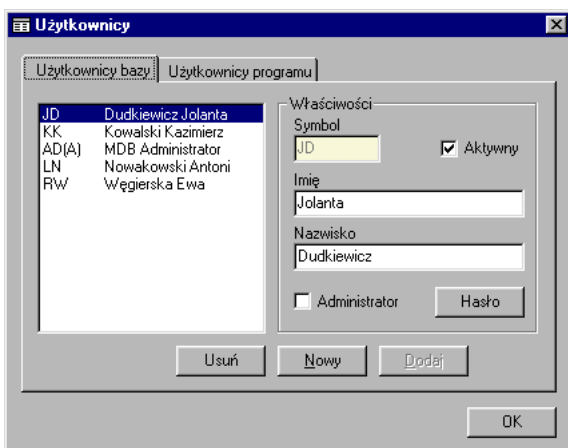 Użytkownicy
Użytkownicy bazy Użytkownicy programu
JD Dudkiewicz Jolanta
KK Kowalski Kazimierz
AD(A) MDB Administrator
LN Nowakowski Antoni
RW Węgierska Ewa
Właściwości
Symbol
JD Aktywny
Imię
Jolanta
Nazwisko
Dudkiewicz
Administrator Hasło
Usuń Nowy Dodaj
OK